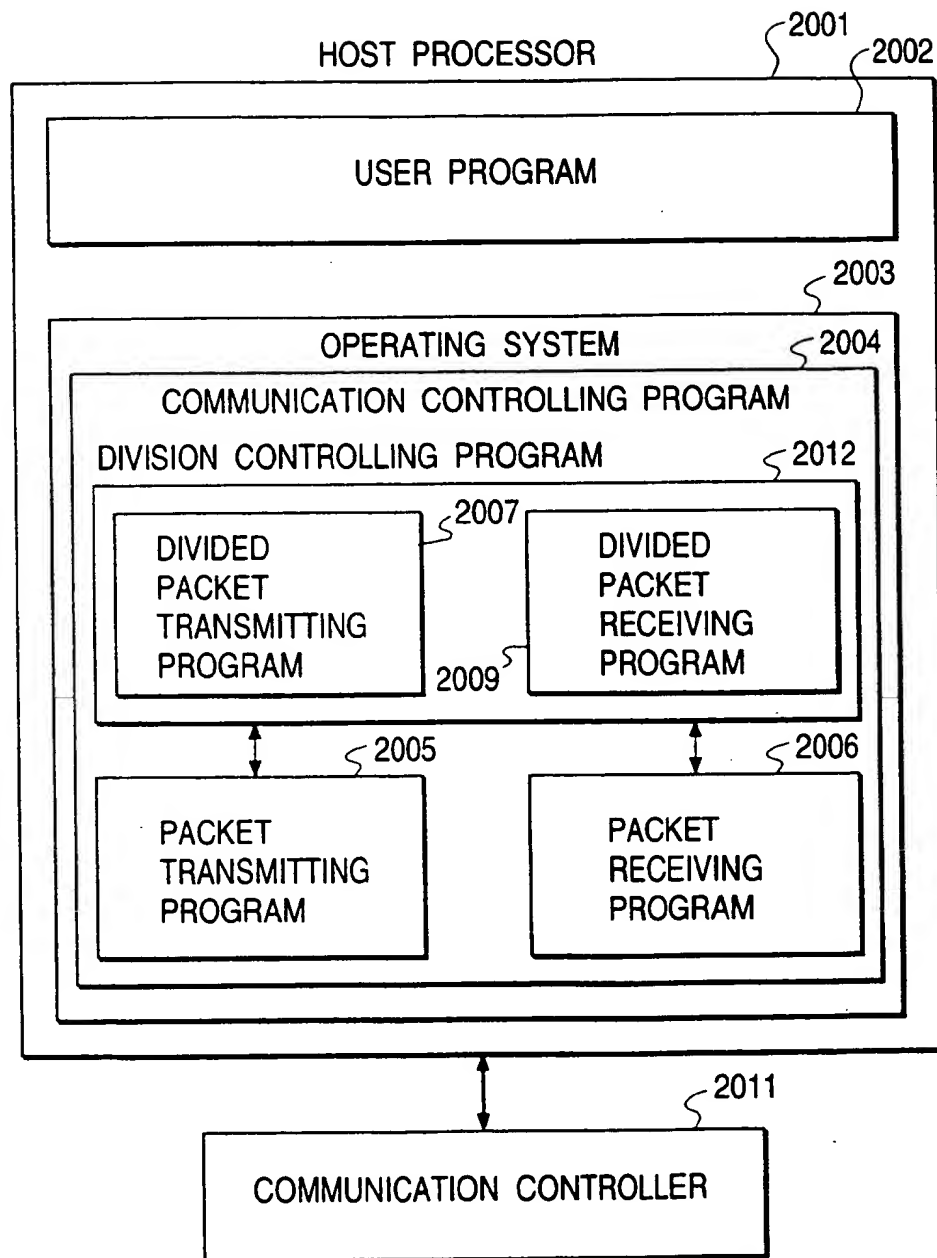 2001
HOST PROCESSOR
2002
USER PROGRAM
2003
OPERATING SYSTEM
2004
COMMUNICATION CONTROLLING PROGRAM
DIVISION CONTROLLING PROGRAM
2012
2007
DIVIDED
PACKET
TRANSMITTING
PROGRAM
DIVIDED
PACKET
RECEIVING
PROGRAM
2009
2005
2006
PACKET
TRANSMITTING
PROGRAM
PACKET
RECEIVING
PROGRAM
2011
COMMUNICATION CONTROLLER